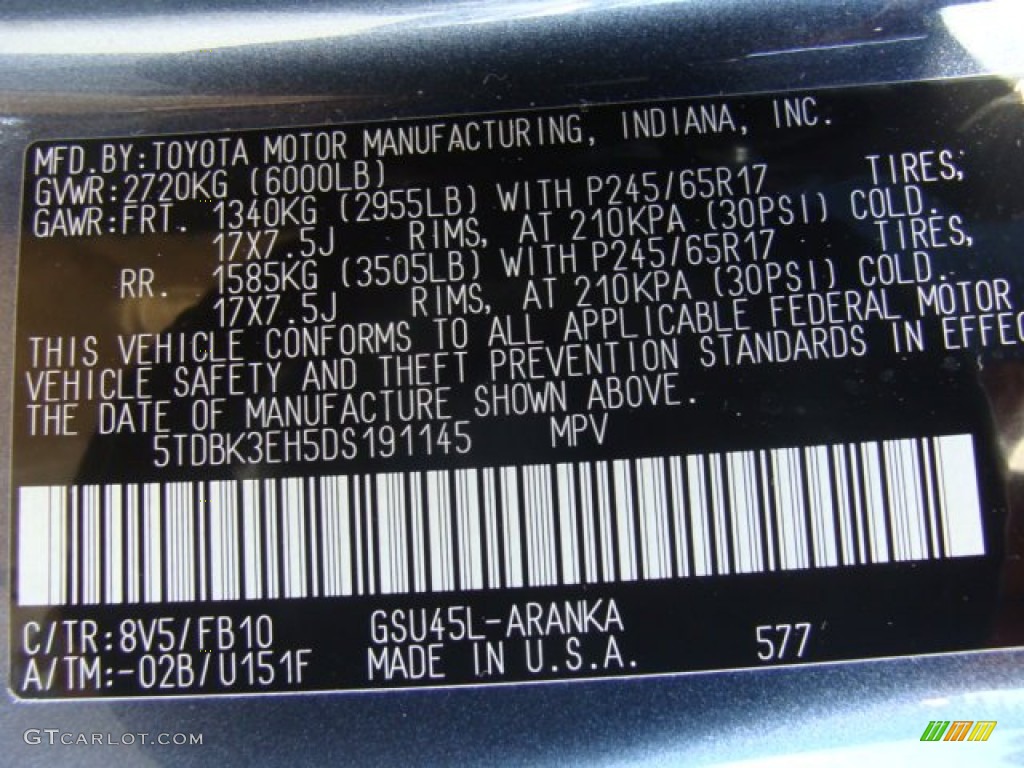 MFD.BY:TOYOTA MOTOR MANUFACTURING, INDIANA, INC.
GVWR:2720KG (6000LB)
GAWR:FRT. 1340KG (2955LB) WITH P245/65R17 TIRES,
17X7.5J RIMS, AT 210KPA (30PSI) COLD.
RR. 1585KG (3505LB) WITH P245/65R17 TIRES,
17X7.5J RIMS, AT 210KPA (30PSI) COLD.
THIS VEHICLE CONFORMS TO ALL APPLICABLE FEDERAL MOTOR
VEHICLE SAFETY AND THEFT PREVENTION STANDARDS IN EFFEC
THE DATE OF MANUFACTURE SHOWN ABOVE.
5TDBK3EH5DS191145 MPV
C/TR:8V5/FB10 GSU45L-ARANKA
A/TM:-02B/U151F MADE IN U.S.A. 577
GTCARLOT.COM